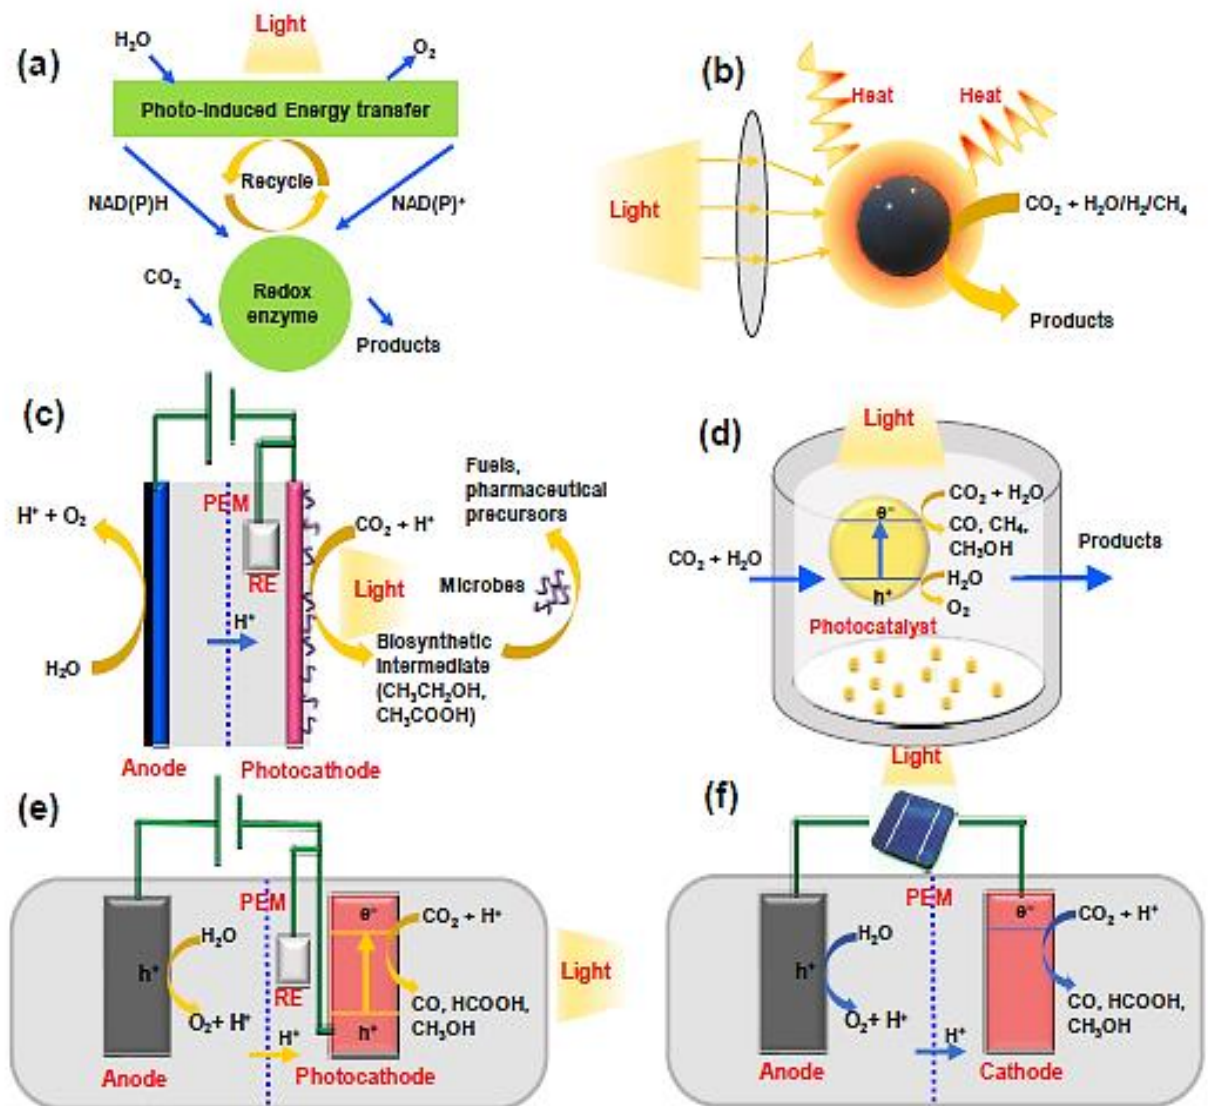 (a)
Light
H₂O
O₂
Photo-Induced Energy transfer
Recycle
NAD(P)H
NAD(P)⁺
CO₂
Redox
enzyme
Products
(b)
Heat
Heat
Light
CO₂ + H₂O/H₂/CH₄
Products
(c)
PEM
H⁺ + O₂
CO₂ + H⁺
Fuels,
pharmaceutical
precursors
RE
Light
Microbes
H⁺
H₂O
Biosynthetic
Intermediate
(CH₃CH₂OH,
CH₃COOH)
Anode
Photocathode
(d)
Light
CO₂ + H₂O
e⁻
CO, CH₄,
CH₃OH
CO₂ + H₂O
Products
H₂O
h⁺
O₂
Photocatalyst
(e)
PEM
e⁻
CO₂ + H⁺
H₂O
h⁺
RE
Light
O₂+ H⁺
CO, HCOOH,
CH₃OH
H⁺
h⁺
Anode
Photocathode
(f)
Light
PEM
e⁻
CO₂ + H⁺
H₂O
h⁺
O₂+ H⁺
CO, HCOOH,
CH₃OH
H⁺
Anode
Cathode